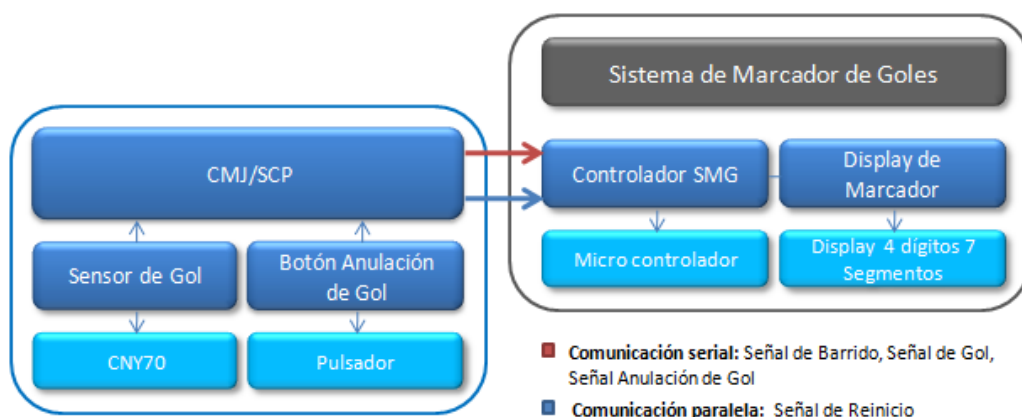 Sistema de Marcador de Goles
CMJ/SCP
Controlador SMG
Display de
Marcador
Sensor de Gol
Botón Anulación
de Gol
Micro controlador
Display 4 dígitos 7
Segmentos
CNY70
Pulsador
Comunicación serial: Señal de Barrido, Señal de Gol,
Señal Anulación de Gol
Comunicación paralela: Señal de Reinicio